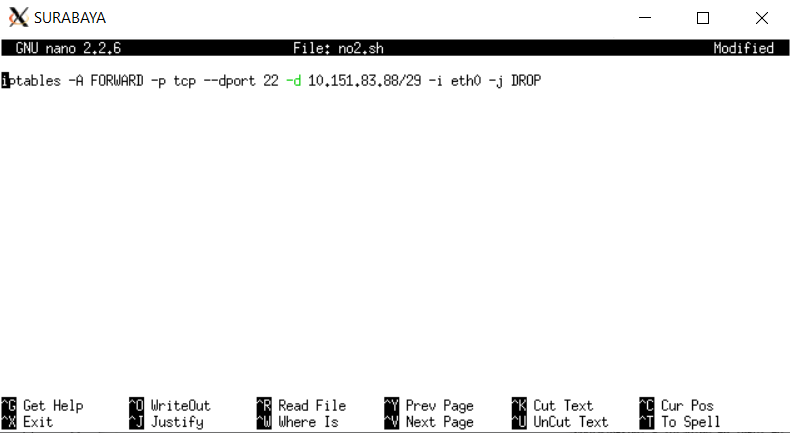 SURABAYA
GNU nano 2.2.6 File: no2.sh Modified
iptables -A FORWARD -p tcp --dport 22 -d 10.151.83.88/29 -i eth0 -j DROP
^G Get Help ^O WriteOut ^R Read File ^Y Prev Page ^K Cut Text ^C Cur Pos
^X Exit ^J Justify ^W Where Is ^V Next Page ^U UnCut Text ^T To Spell